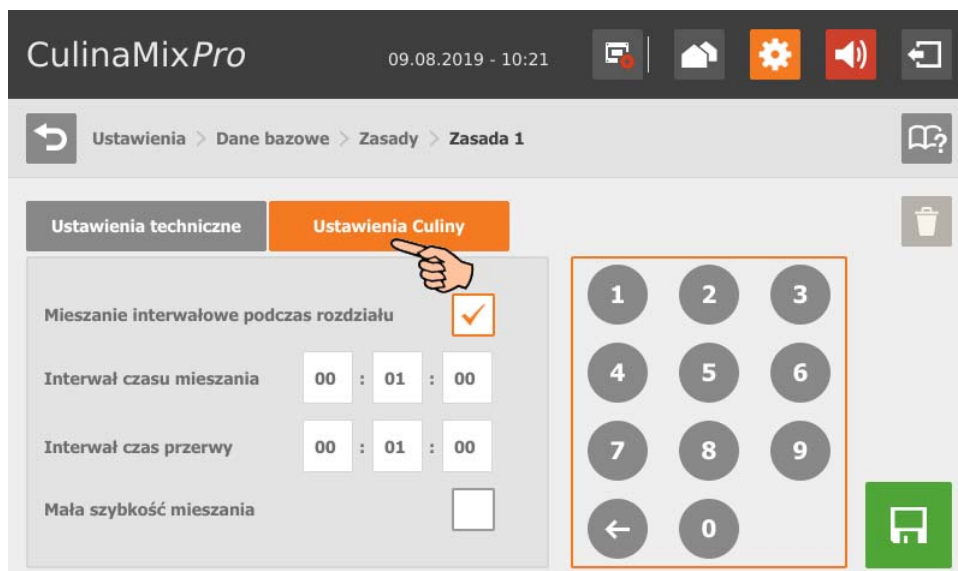 CulinaMixPro 09.08.2019 - 10:21
Ustawienia > Dane bazowe > Zasady > Zasada 1
?
Ustawienia techniczne Ustawienia Culiny
Mieszanie interwałowe podczas rozdziału
Interwał czasu mieszania 00 : 01 : 00
Interwał czas przerwy 00 : 01 : 00
Mała szybkość mieszania
1 2 3
4 5 6
7 8 9
← 0